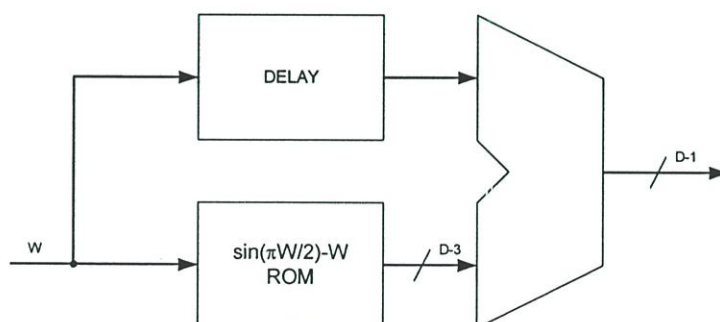 DELAY
D-1
W
sin(πW/2)-W
ROM
D-3